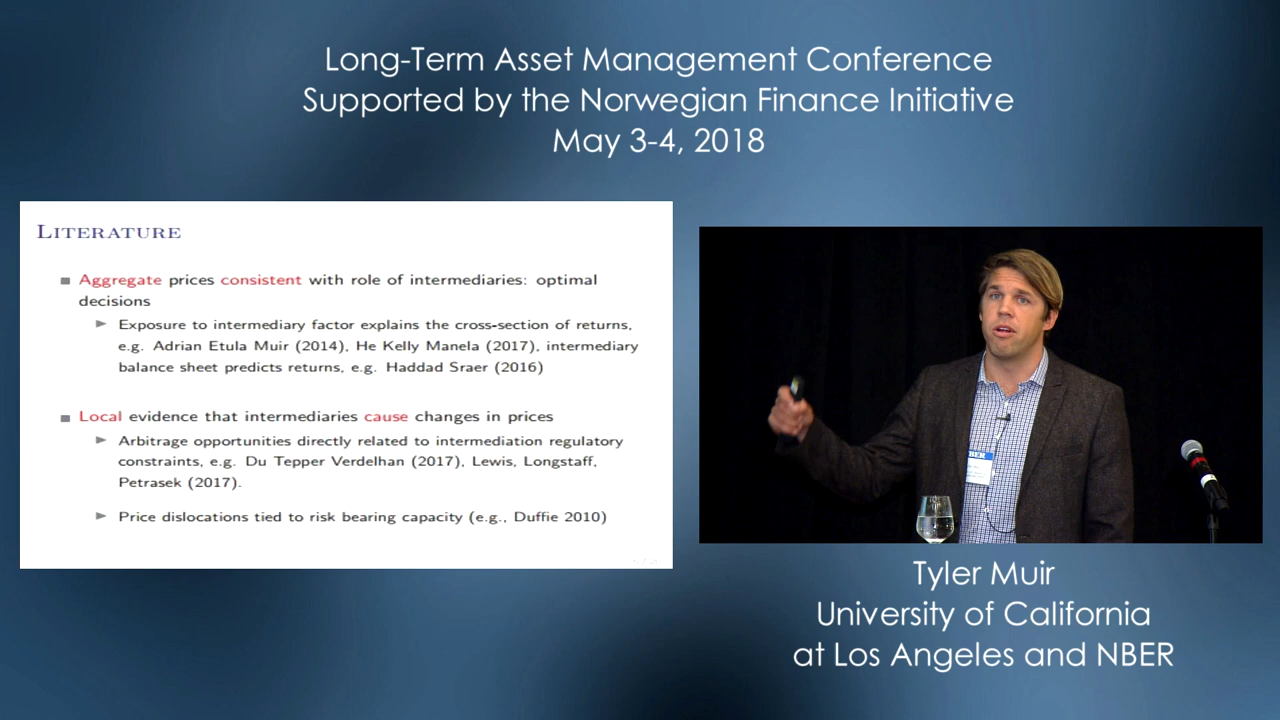 Long-Term Asset Management Conference
Supported by the Norwegian Finance Initiative
May 3-4, 2018
LITERATURE
Aggregate prices consistent with role of intermediaries: optimal
decisions
Exposure to intermediary factor explains the cross-section of returns,
e.g. Adrian Etula Muir (2014), He Kelly Manela (2017), intermediary
balance sheet predicts returns, e.g. Haddad Sraer (2016)
Local evidence that intermediaries cause changes in prices
Arbitrage opportunities directly related to intermediation regulatory
constraints, e.g. Du Tepper Verdelhan (2017), Lewis, Longstaff,
Petrasek (2017).
Price dislocations tied to risk bearing capacity (e.g., Duffie 2010)
Tyler Muir
University of California
at Los Angeles and NBER